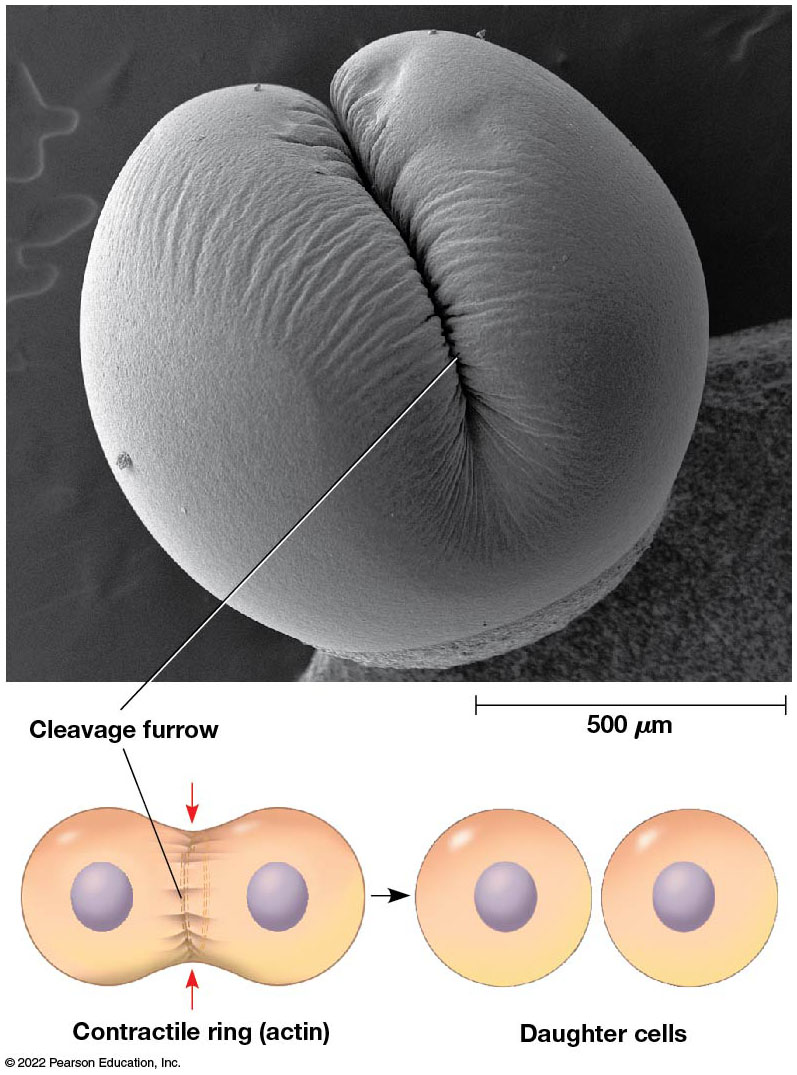 500 μm
Cleavage furrow
Contractile ring (actin)
Daughter cells
© 2022 Pearson Education, Inc.